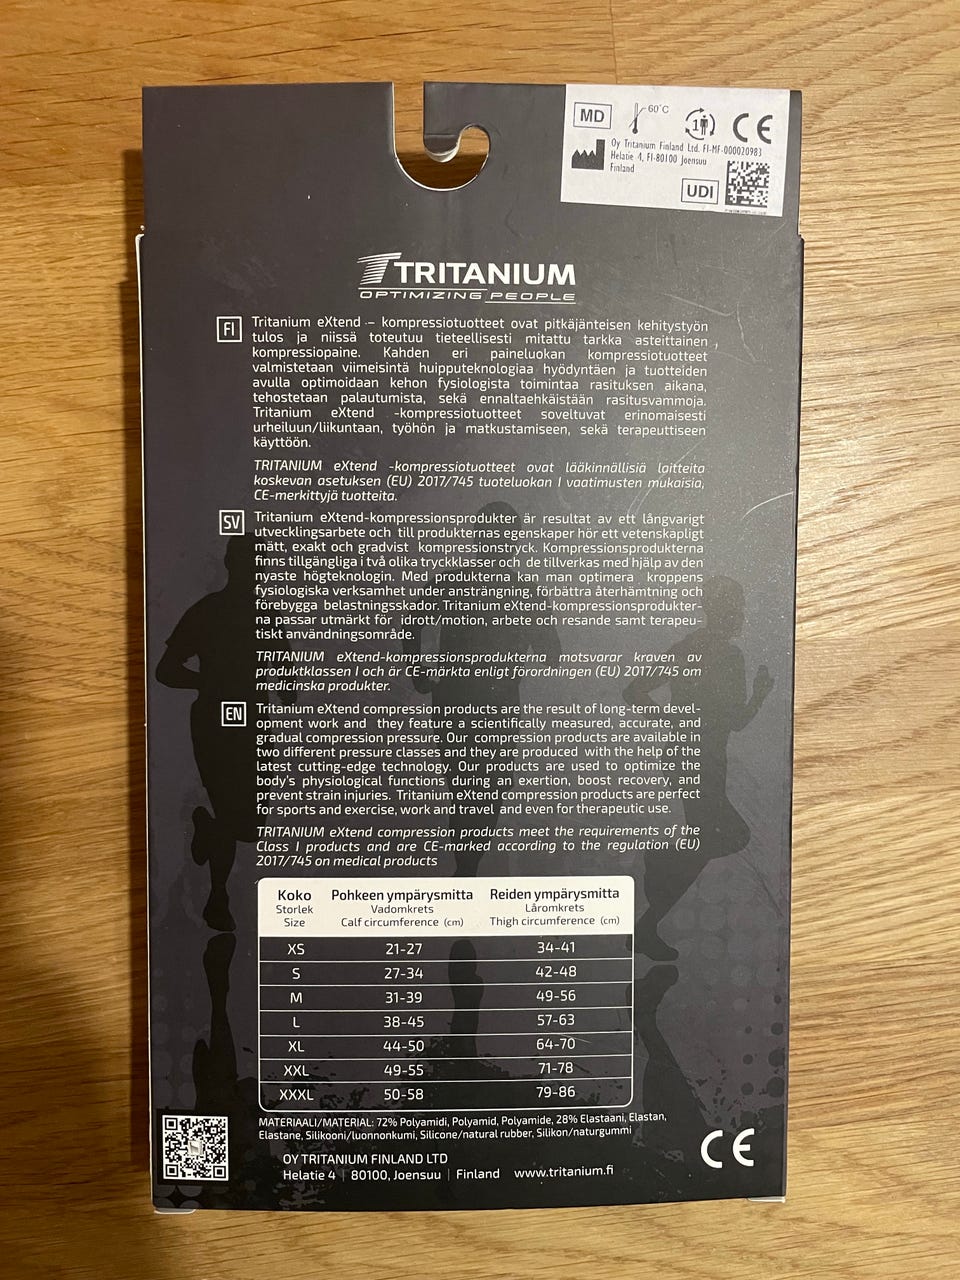 MD
60°C
1
CE
Oy Tritanium Finland Ltd. FI-MF-000020983
Helatie 4, FI-80100 Joensuu
Finland
UDI
TRITANIUM
OPTIMIZING PEOPLE
FI
Tritanium eXtend – kompressiotuotteet ovat pitkäjänteisen kehitystyön
tulos ja niissä toteutuu tieteellisesti mitattu tarkka asteittainen
kompressiopaine. Kahden eri paineluokan kompressiotuotteet
valmistetaan viimeisintä huipputeknologiaa hyödyntäen ja tuotteiden
avulla optimoidaan kehon fysiologista toimintaa rasituksen aikana,
tehostetaan palautumista, sekä ennaltaehkäistään rasitusvammoja.
Tritanium eXtend -kompressiotuotteet soveltuvat erinomaisesti
urheiluun/liikuntaan, työhön ja matkustamiseen, sekä terapeuttiseen
käyttöön.
TRITANIUM eXtend -kompressiotuotteet ovat lääkinnällisiä laitteita
koskevan asetuksen (EU) 2017/745 tuoteluokan I vaatimusten mukaisia,
CE-merkittyjä tuotteita.
SV
Tritanium eXtend-kompressionsprodukter är resultat av ett långvarigt
utvecklingsarbete och till produkternas egenskaper hör ett vetenskapligt
mätt, exakt och gradvist kompressionstryck. Kompressionsprodukterna
finns tillgängliga i två olika tryckklasser och de tillverkas med hjälp av den
nyaste högteknologin. Med produkterna kan man optimera kroppens
fysiologiska verksamhet under ansträngning, förbättra återhämtning och
förebygga belastningsskador. Tritanium eXtend-kompressionsprodukter-
na passar utmärkt för idrott/motion, arbete och resande samt terapeu-
tiskt användningsområde.
TRITANIUM eXtend-kompressionsprodukterna motsvarar kraven av
produktklassen I och är CE-märkta enligt förordningen (EU) 2017/745 om
medicinska produkter.
EN
Tritanium eXtend compression products are the result of long-term devel-
opment work and they feature a scientifically measured, accurate, and
gradual compression pressure. Our compression products are available in
two different pressure classes and they are produced with the help of the
latest cutting-edge technology. Our products are used to optimize the
body's physiological functions during an exertion, boost recovery, and
prevent strain injuries. Tritanium eXtend compression products are perfect
for sports and exercise, work and travel and even for therapeutic use.
TRITANIUM eXtend compression products meet the requirements of the
Class I products and are CE-marked according to the regulation (EU)
2017/745 on medical products
Koko Pohkeen ympärysmitta Reiden ympärysmitta
Storlek Vadomkrets Låromkrets
Size Calf circumference (cm) Thigh circumference (cm)
XS 21-27 34-41
S 27-34 42-48
M 31-39 49-56
L 38-45 57-63
XL 44-50 64-70
XXL 49-55 71-78
XXXL 50-58 79-86
MATERIAALI/MATERIAL: 72% Polyamidi, Polyamid, Polyamide, 28% Elastaani, Elastan,
Elastane, Silikooni/luonnonkumi, Silicone/natural rubber, Silikon/naturgummi
CE
OY TRITANIUM FINLAND LTD
Helatie 4 | 80100, Joensuu | Finland www.tritanium.fi